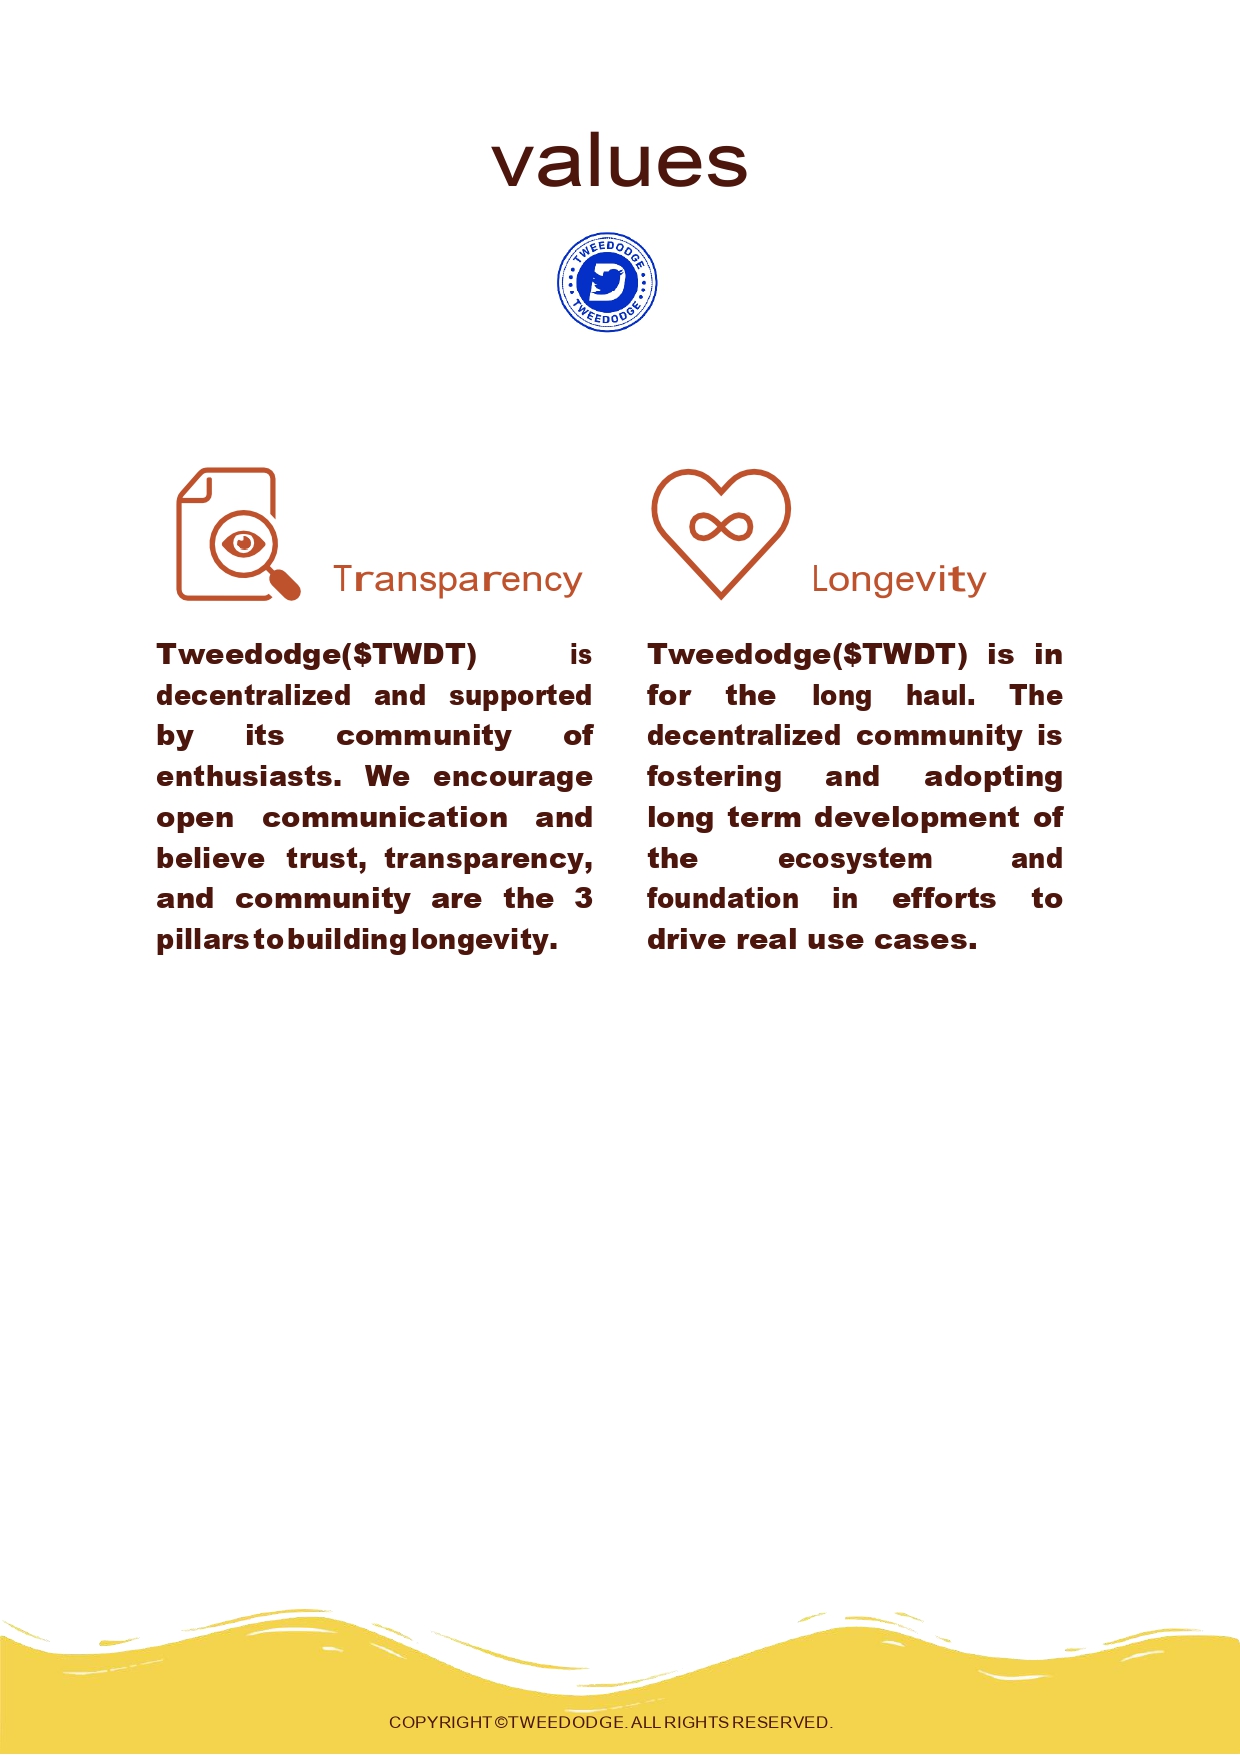 values
TWEEDODGE
TWEEDODGE
Transparency
Tweedodge($TWDT) is
decentralized and supported
by its community of
enthusiasts. We encourage
open communication and
believe trust, transparency,
and community are the 3
pillars to building longevity.
Longevity
Tweedodge($TWDT) is in
for the long haul. The
decentralized community is
fostering and adopting
long term development of
the ecosystem and
foundation in efforts to
drive real use cases.
COPYRIGHT ©TWEEDODGE. ALL RIGHTS RESERVED.